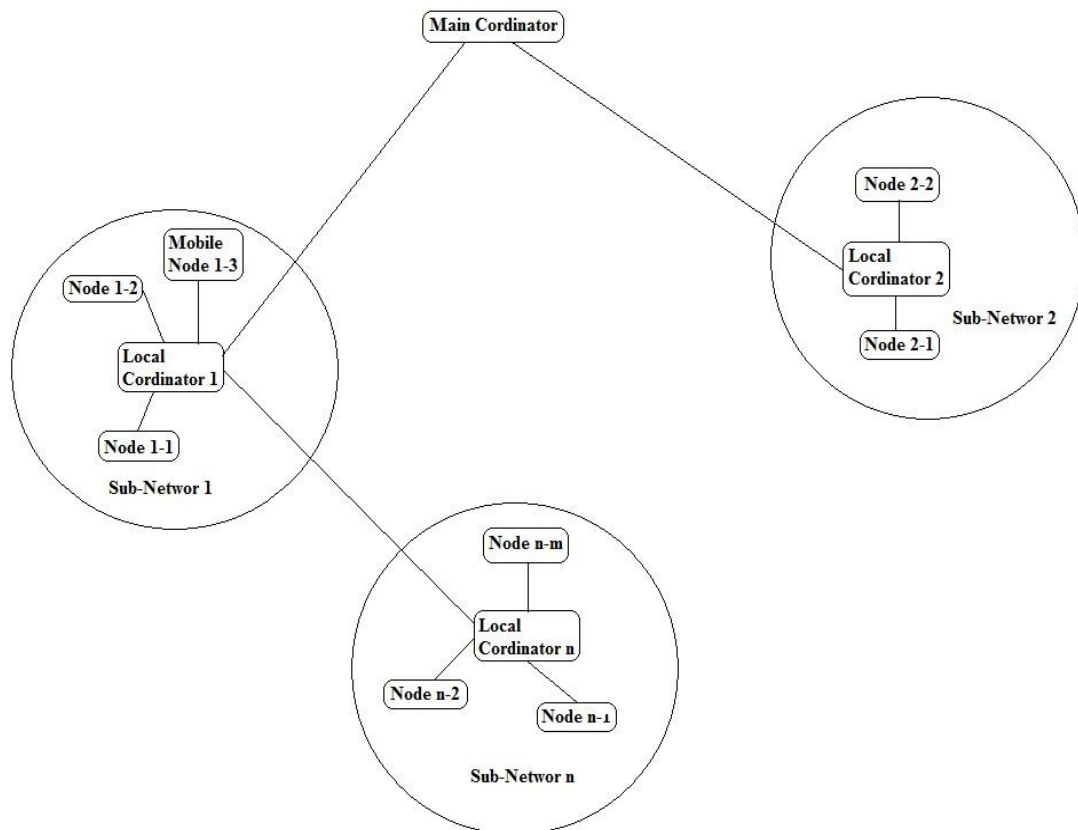 Main Cordinator
Node 2-2
Local
Cordinator 2
Node 2-1
Sub-Networ 2
Mobile
Node 1-3
Node 1-2
Local
Cordinator 1
Node 1-1
Sub-Networ 1
Node n-m
Local
Cordinator n
Node n-2
Node n-1
Sub-Networ n